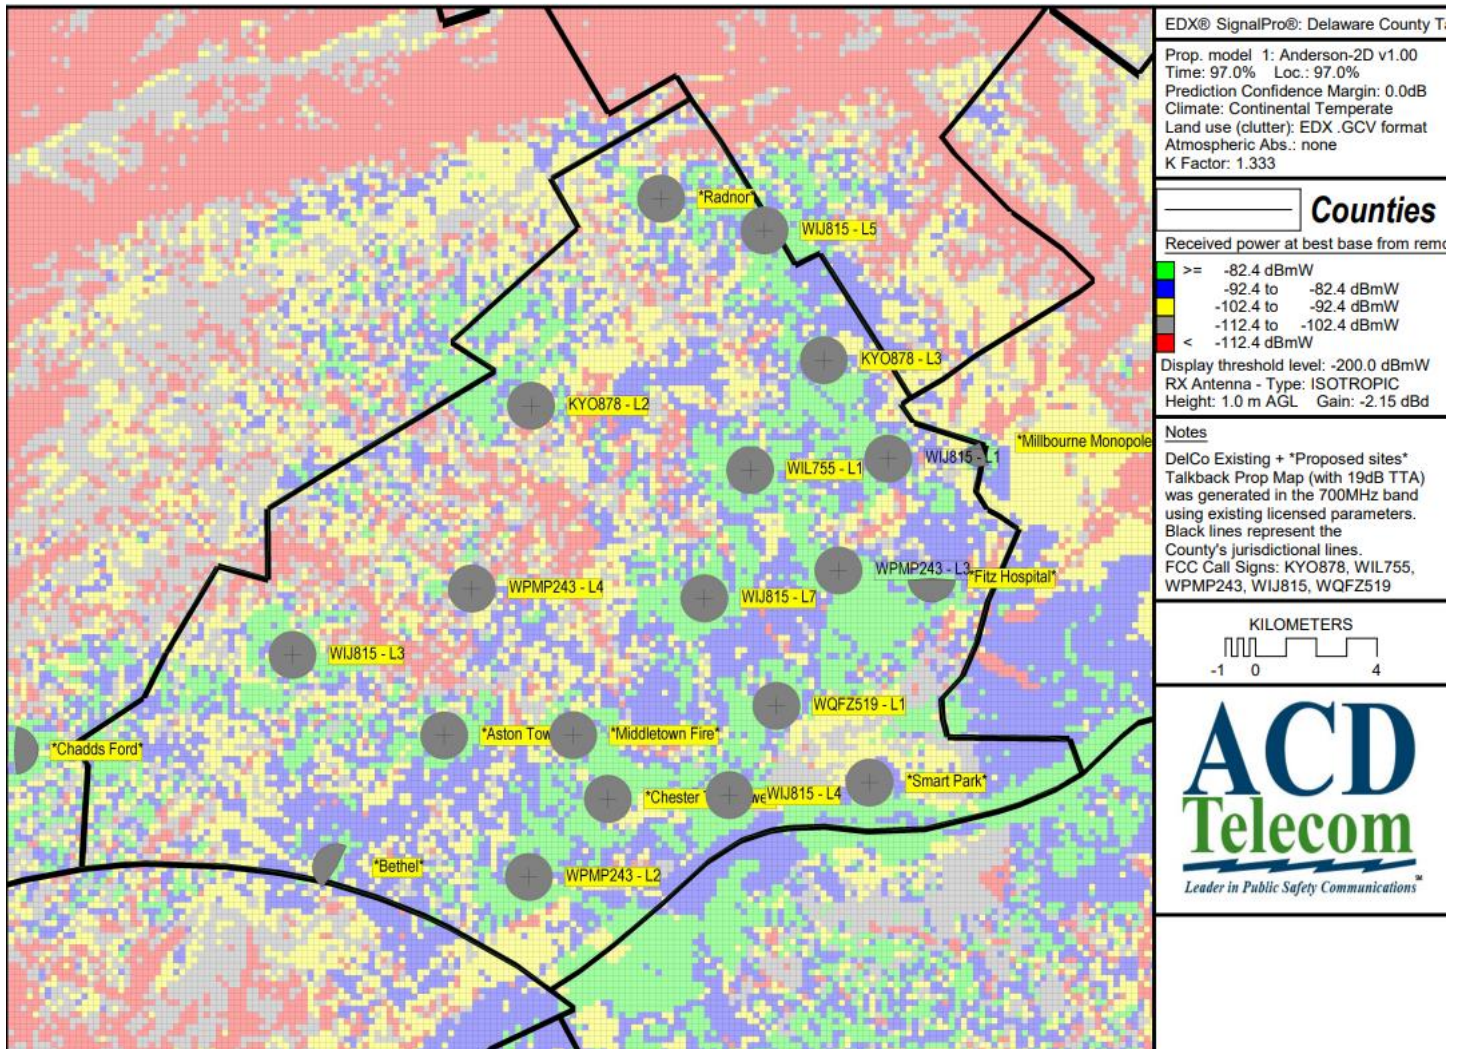 EDX® SignalPro®: Delaware County
Prop. model 1: Anderson-2D v1.00
Time: 97.0% Loc.: 97.0%
Prediction Confidence Margin: 0.0dB
Climate: Continental Temperate
Land use (clutter): EDX .GCV format
Atmospheric Abs.: none
K Factor: 1.333
Counties
Received power at best base from
>= -82.4 dBmW
-92.4 to -82.4 dBmW
-102.4 to -92.4 dBmW
-112.4 to -102.4 dBmW
< -112.4 dBmW
Display threshold level: -200.0 dBmW
RX Antenna - Type: ISOTROPIC
Height: 1.0 m AGL Gain: -2.15 dBd
Notes
DelCo Existing + *Proposed sites*
Talkback Prop Map (with 19dB TTA)
was generated in the 700MHz band
using existing licensed parameters.
Black lines represent the
County's jurisdictional lines.
FCC Call Signs: KYO878, WIL755,
WPMP243, WIJ815, WQFZ519
KILOMETERS
-1 0 4
ACD
Telecom
Leader in Public Safety Communications
SM
*Radnor*
WIJ815 - L5
KYO878 - L3
KYO878 - L2
*Millbourne Monopole
WIJ815 - L1
WIL755 - L1
WPMP243 - L3
*Fitz Hospital*
WPMP243 - L4
WIJ815 - L7
WIJ815 - L3
WQFZ519 - L1
*Aston
*Middletown Fire*
*Chadds Ford*
*Smart Park*
*Chester
WIJ815 - L4
*Bethel*
WPMP243 - L2